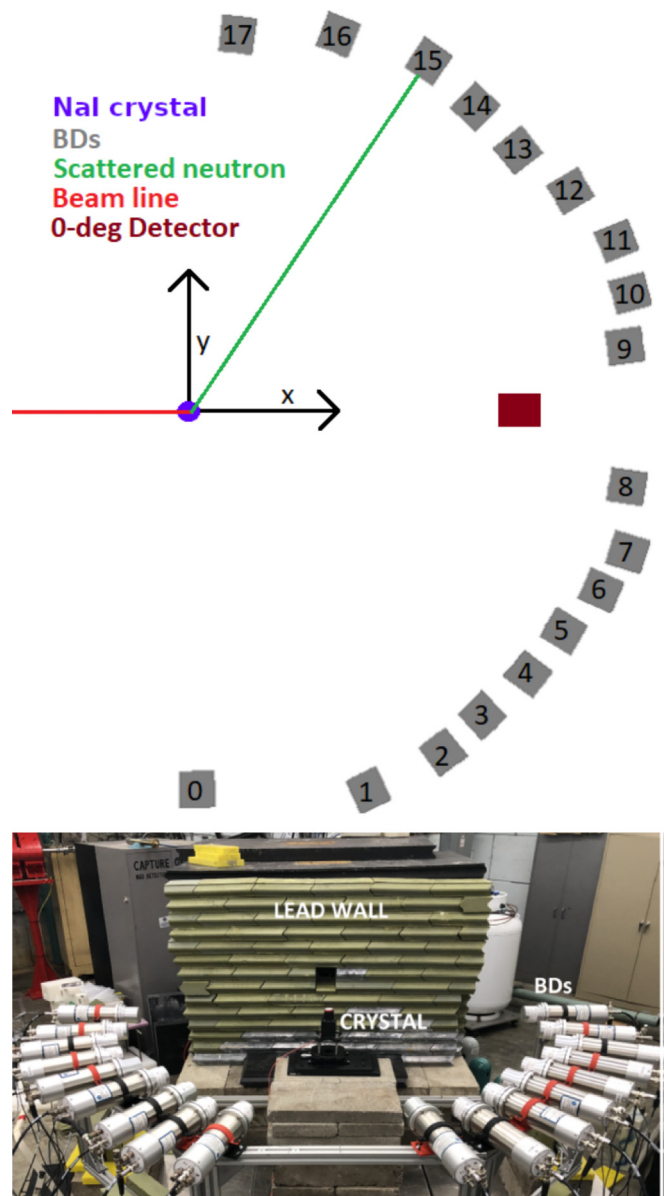 17
16
15
14
13
12
11
10
9
NaI crystal
BDs
Scattered neutron
Beam line
0-deg Detector
y
x
8
7
6
5
4
3
2
1
0
CAPTURE
LEAD WALL
BDs
CRYSTAL